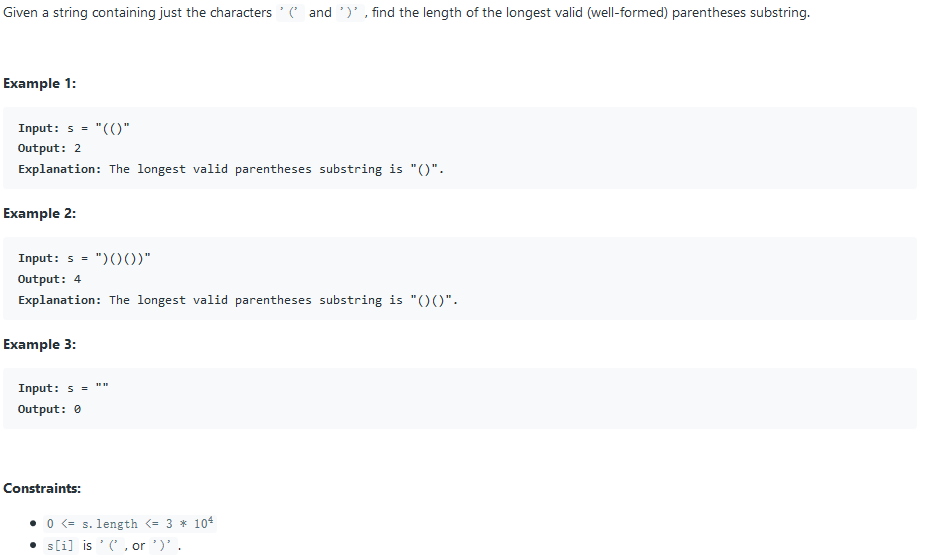 Given a string containing just the characters '(' and ')', find the length of the longest valid (well-formed) parentheses substring.
Example 1:
Input: s = "(()"
Output: 2
Explanation: The longest valid parentheses substring is "()".
Example 2:
Input: s = ")()())"
Output: 4
Explanation: The longest valid parentheses substring is "()()".
Example 3:
Input: s = ""
Output: 0
Constraints:
• 0 <= s.length <= 3 * 10⁴
• s[i] is '(', or ')'.